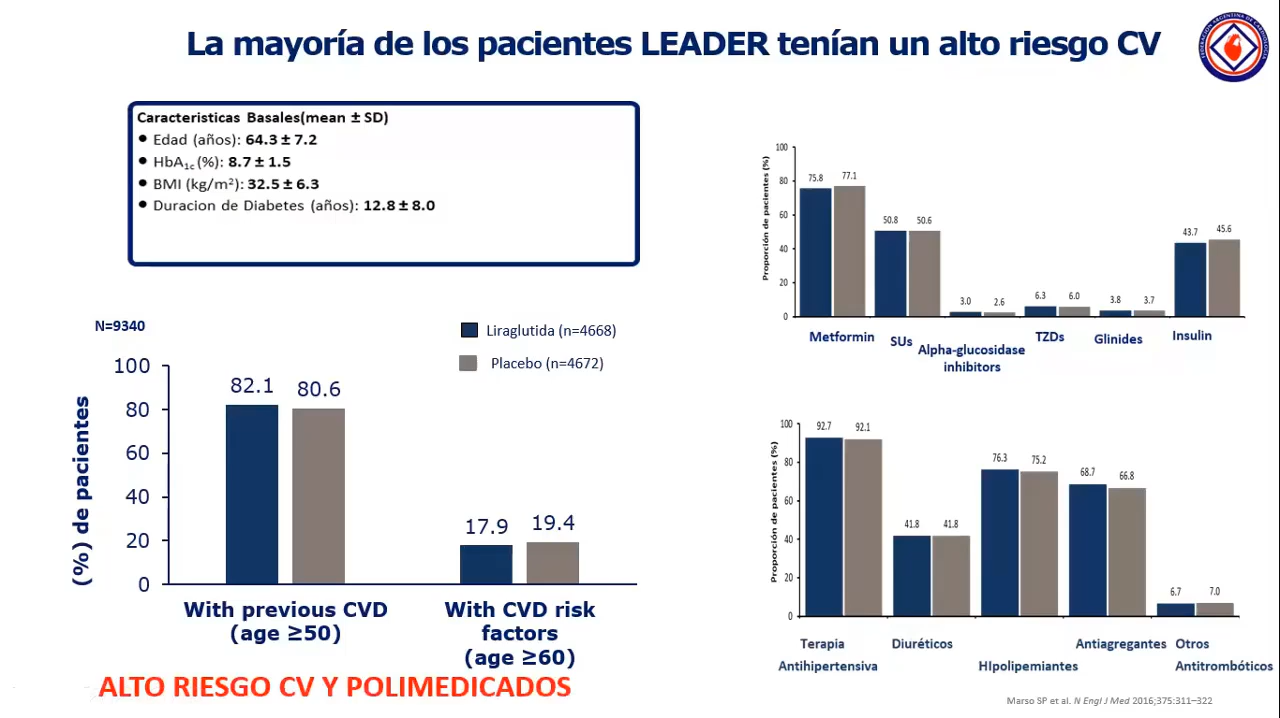 La mayoría de los pacientes LEADER tenían un alto riesgo CV
Caracteristicas Basales(mean ± SD)
● Edad (años): 64.3 ± 7.2
● HbA1c (%): 8.7 ± 1.5
● BMI (kg/m²): 32.5 ± 6.3
● Duracion de Diabetes (años): 12.8 ± 8.0
N=9340
Liraglutida (n=4668)
Placebo (n=4672)
(%) de pacientes
100
80
60
40
20
0
82.1
80.6
17.9
19.4
With previous CVD
(age ≥50)
With CVD risk
factors
(age ≥60)
ALTO RIESGO CV Y POLIMEDICADOS
Proporción de pacientes (%)
100
80
60
40
20
0
75.8
77.1
50.8
50.6
3.0
2.6
6.3
6.0
3.8
3.7
43.7
45.6
Metformin
SUs
Alpha-glucosidase
inhibitors
TZDs
Glinides
Insulin
Proporción de pacientes (%)
100
80
60
40
20
0
92.7
92.1
41.8
41.8
76.3
75.2
68.7
66.8
6.7
7.0
Terapia
Antihipertensiva
Diuréticos
HIpolipemiantes
Antiagregantes
Otros
Antitrombóticos
Marso SP et al. N Engl J Med 2016;375:311–322